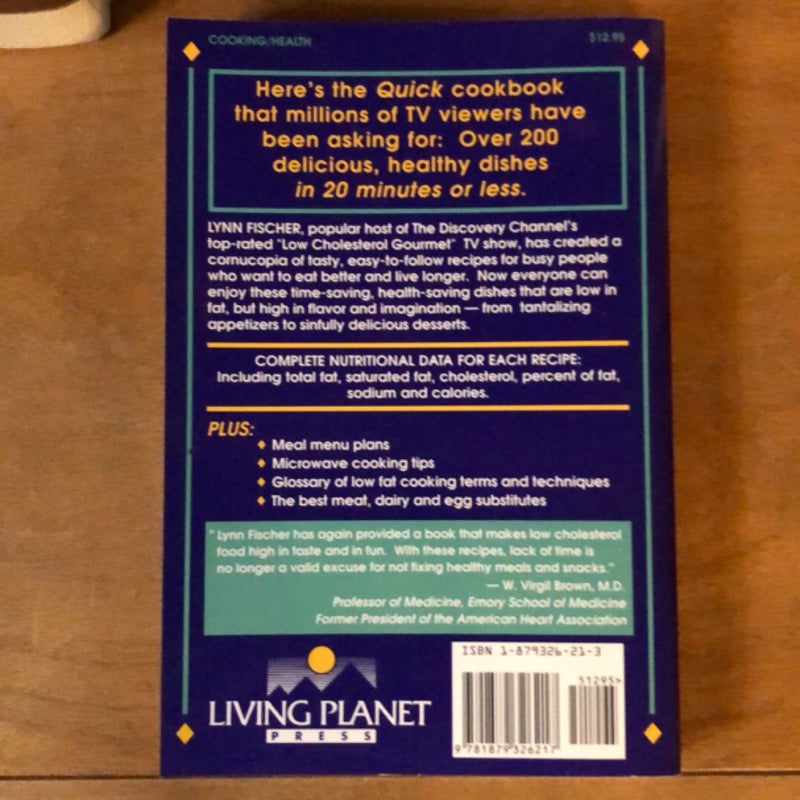 COOKING/HEALTH $12.95
Here's the Quick cookbook
that millions of TV viewers have
been asking for: Over 200
delicious, healthy dishes
in 20 minutes or less.
LYNN FISCHER, popular host of The Discovery Channel's
top-rated "Low Cholesterol Gourmet" TV show, has created a
cornucopia of tasty, easy-to-follow recipes for busy people
who want to eat better and live longer. Now everyone can
enjoy these time-saving, health-saving dishes that are low in
fat, but high in flavor and imagination — from tantalizing
appetizers to sinfully delicious desserts.
COMPLETE NUTRITIONAL DATA FOR EACH RECIPE:
Including total fat, saturated fat, cholesterol, percent of fat,
sodium and calories.
PLUS:
♦ Meal menu plans
♦ Microwave cooking tips
♦ Glossary of low fat cooking terms and techniques
♦ The best meat, dairy and egg substitutes
" Lynn Fischer has again provided a book that makes low cholesterol
food high in taste and in fun. With these recipes, lack of time is
no longer a valid excuse for not fixing healthy meals and snacks."
— W. Virgil Brown, M.D.
Professor of Medicine, Emory School of Medicine
Former President of the American Heart Association
LIVING PLANET
PRESS
ISBN 1-879326-21-3
51295>
9 781879 326217